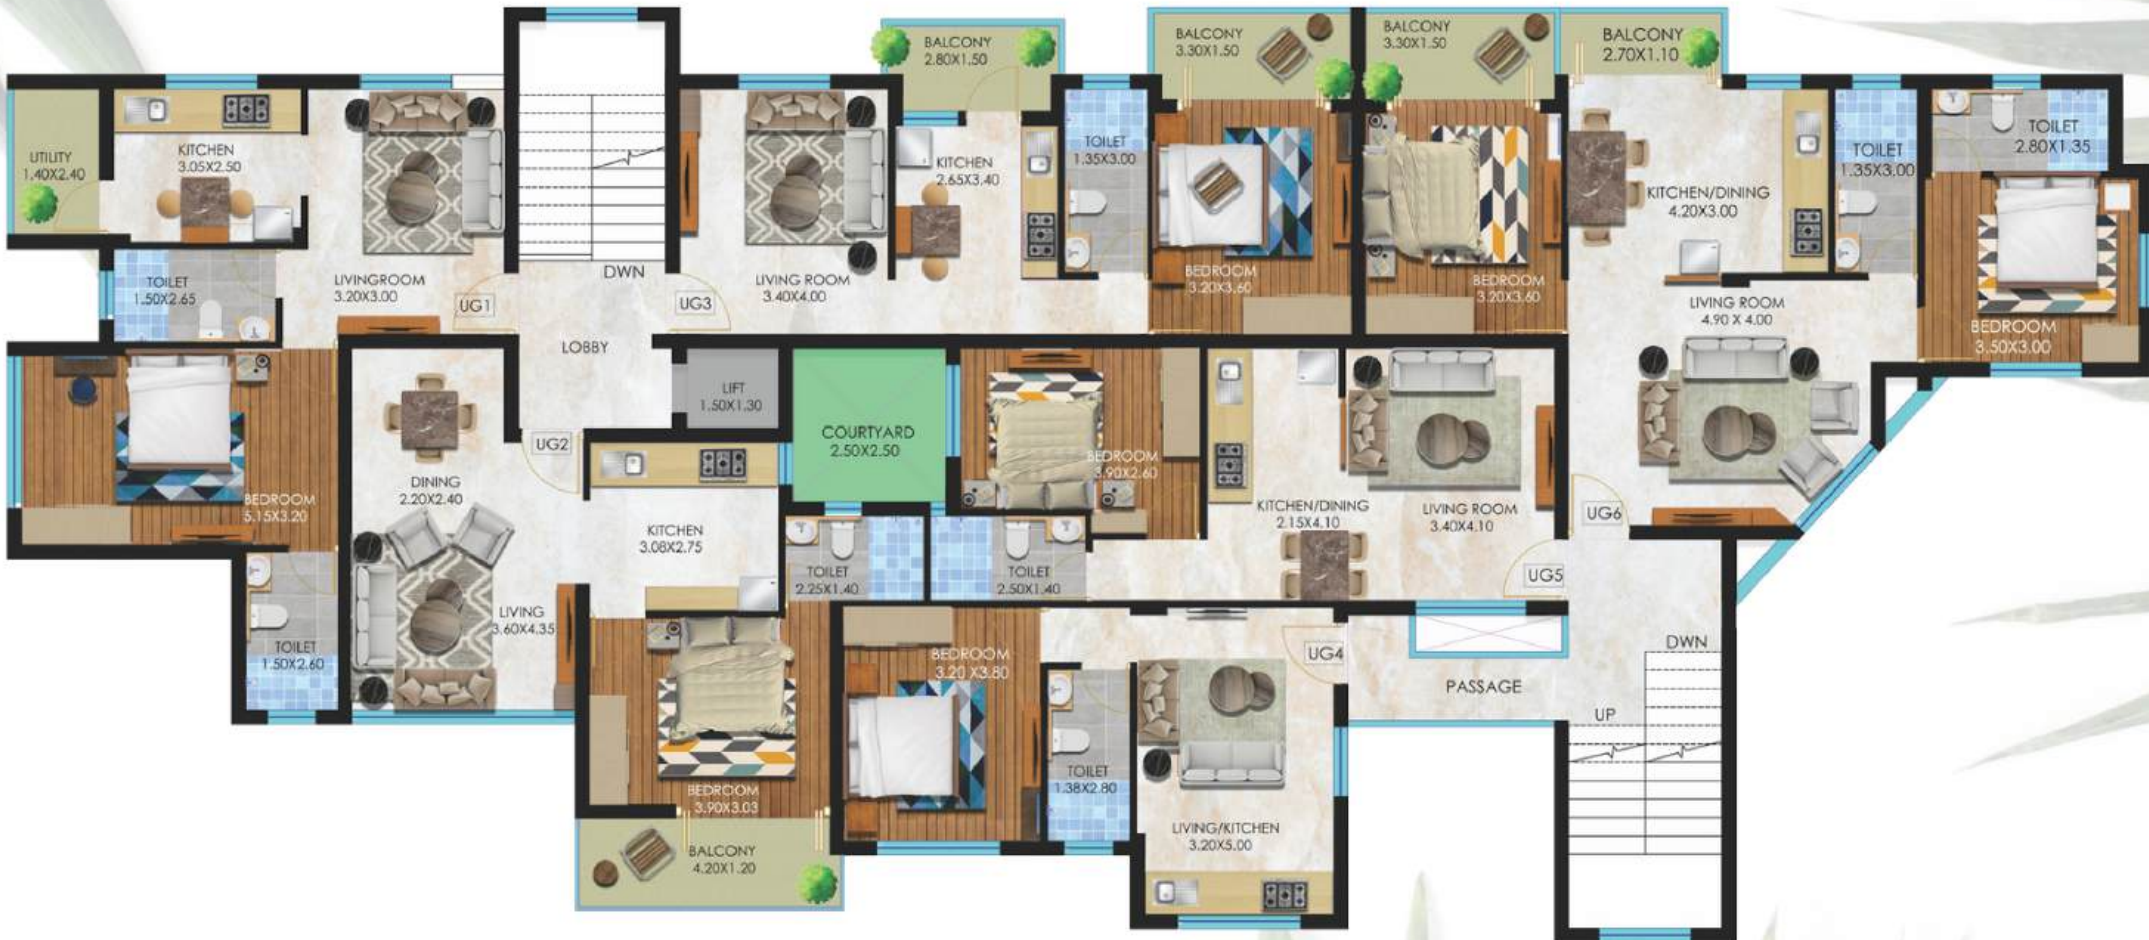 BALCONY
2.80X1.50
BALCONY
3.30X1.50
BALCONY
3.30X1.50
BALCONY
2.70X1.10
UTILITY
1.40X2.40
KITCHEN
3.05X2.50
TOILET
1.50X2.65
LIVINGROOM
3.20X3.00
UG1
DWN
UG3
LOBBY
LIVING ROOM
3.40X4.00
KITCHEN
2.65X3.40
TOILET
1.35X3.00
BEDROOM
3.20X3.60
BEDROOM
3.20X3.60
KITCHEN/DINING
4.20X3.00
TOILET
1.35X3.00
TOILET
2.80X1.35
LIVING ROOM
4.90 X 4.00
BEDROOM
3.50X3.00
BEDROOM
5.15X3.20
TOILET
1.50X2.60
DINING
2.20X2.40
UG2
LIFT
1.50X1.30
COURTYARD
2.50X2.50
BEDROOM
3.90X2.60
KITCHEN/DINING
2.15X4.10
LIVING ROOM
3.40X4.10
UG6
UG5
KITCHEN
3.08X2.75
TOILET
2.25X1.40
TOILET
2.50X1.40
LIVING
3.60X4.35
BEDROOM
3.20 X3.80
UG4
PASSAGE
DWN
UP
BEDROOM
3.90X3.03
TOILET
1.38X2.80
LIVING/KITCHEN
3.20X5.00
BALCONY
4.20X1.20